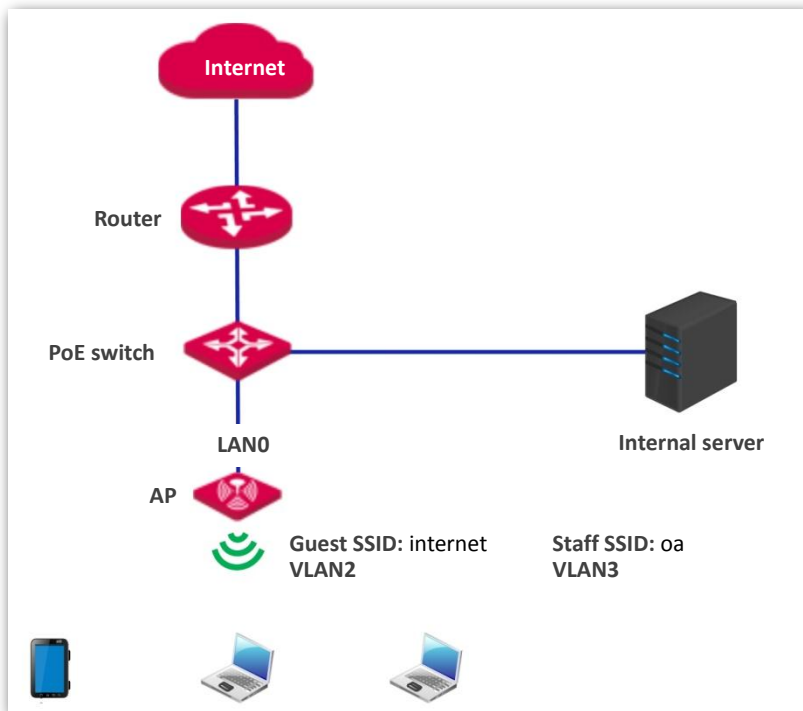 Internet
Router
PoE switch
LAN0
Internal server
AP
Guest SSID: internet
VLAN2
Staff SSID: oa
VLAN3